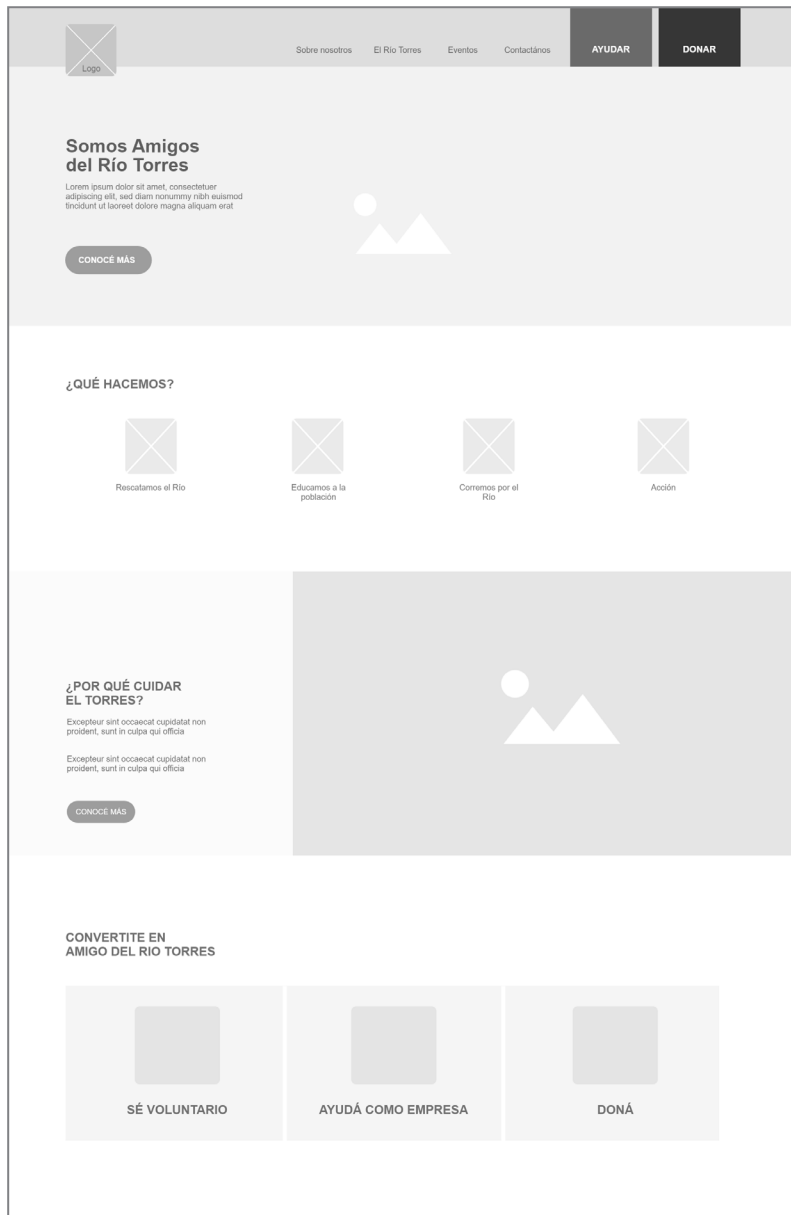 Logo
Sobre nosotros
El Río Torres
Eventos
Contactános
AYUDAR
DONAR
Somos Amigos
del Río Torres
Lorem ipsum dolor sit amet, consectetuer
adipiscing elit, sed diam nonummy nibh euismod
tincidunt ut laoreet dolore magna aliquam erat
CONOCÉ MÁS
¿QUÉ HACEMOS?
Rescatamos el Río
Educamos a la
población
Corremos por el
Río
Acción
¿POR QUÉ CUIDAR
EL TORRES?
Excepteur sint occaecat cupidatat non
proident, sunt in culpa qui officia
Excepteur sint occaecat cupidatat non
proident, sunt in culpa qui officia
CONOCÉ MÁS
CONVERTITE EN
AMIGO DEL RIO TORRES
SÉ VOLUNTARIO
AYUDÁ COMO EMPRESA
DONÁ